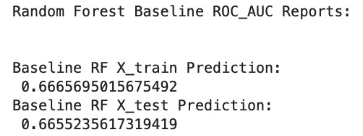 Random Forest Baseline ROC_AUC Reports:
Baseline RF X_train Prediction:
0.6665695015675492
Baseline RF X_test Prediction:
0.6655235617319419